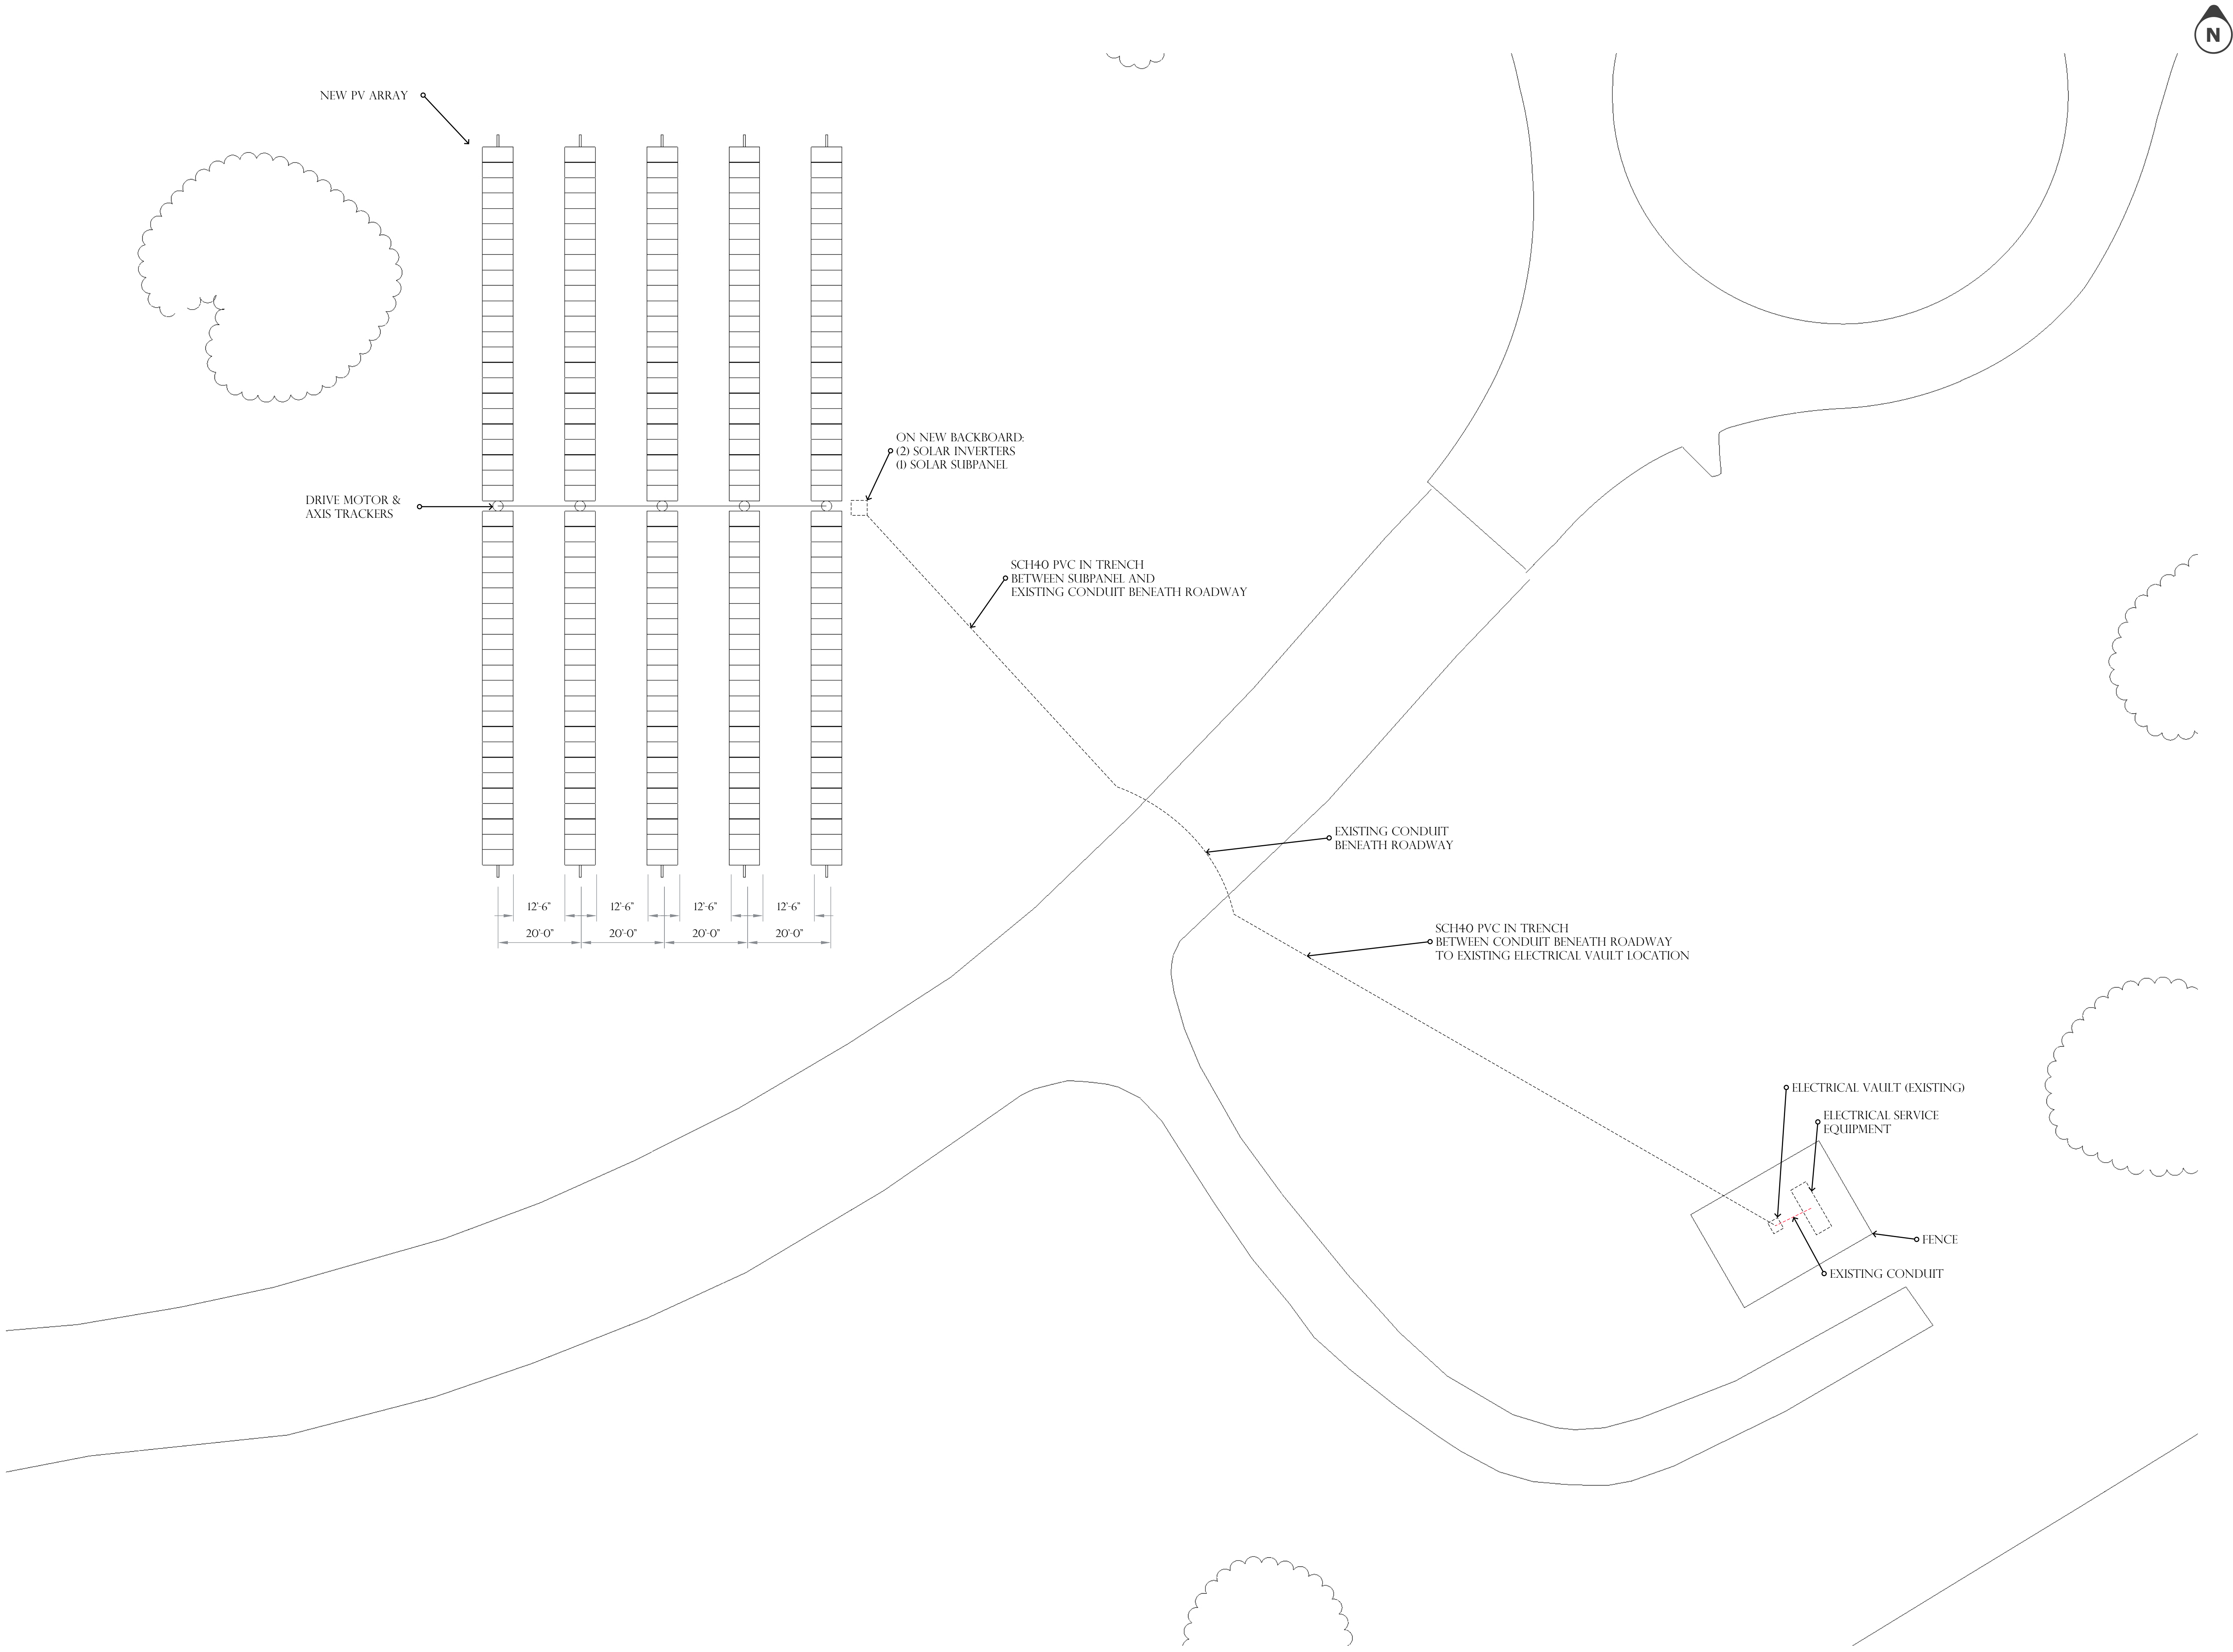 N
NEW PV ARRAY
ON NEW BACKBOARD:
(2) SOLAR INVERTERS
(1) SOLAR SUBPANEL
DRIVE MOTOR &
AXIS TRACKERS
SCH40 PVC IN TRENCH
BETWEEN SUBPANEL AND
EXISTING CONDUIT BENEATH ROADWAY
EXISTING CONDUIT
BENEATH ROADWAY
12'-6" 12'-6" 12'-6" 12'-6"
20'-0" 20'-0" 20'-0" 20'-0"
SCH40 PVC IN TRENCH
BETWEEN CONDUIT BENEATH ROADWAY
TO EXISTING ELECTRICAL VAULT LOCATION
ELECTRICAL VAULT (EXISTING)
ELECTRICAL SERVICE
EQUIPMENT
FENCE
EXISTING CONDUIT